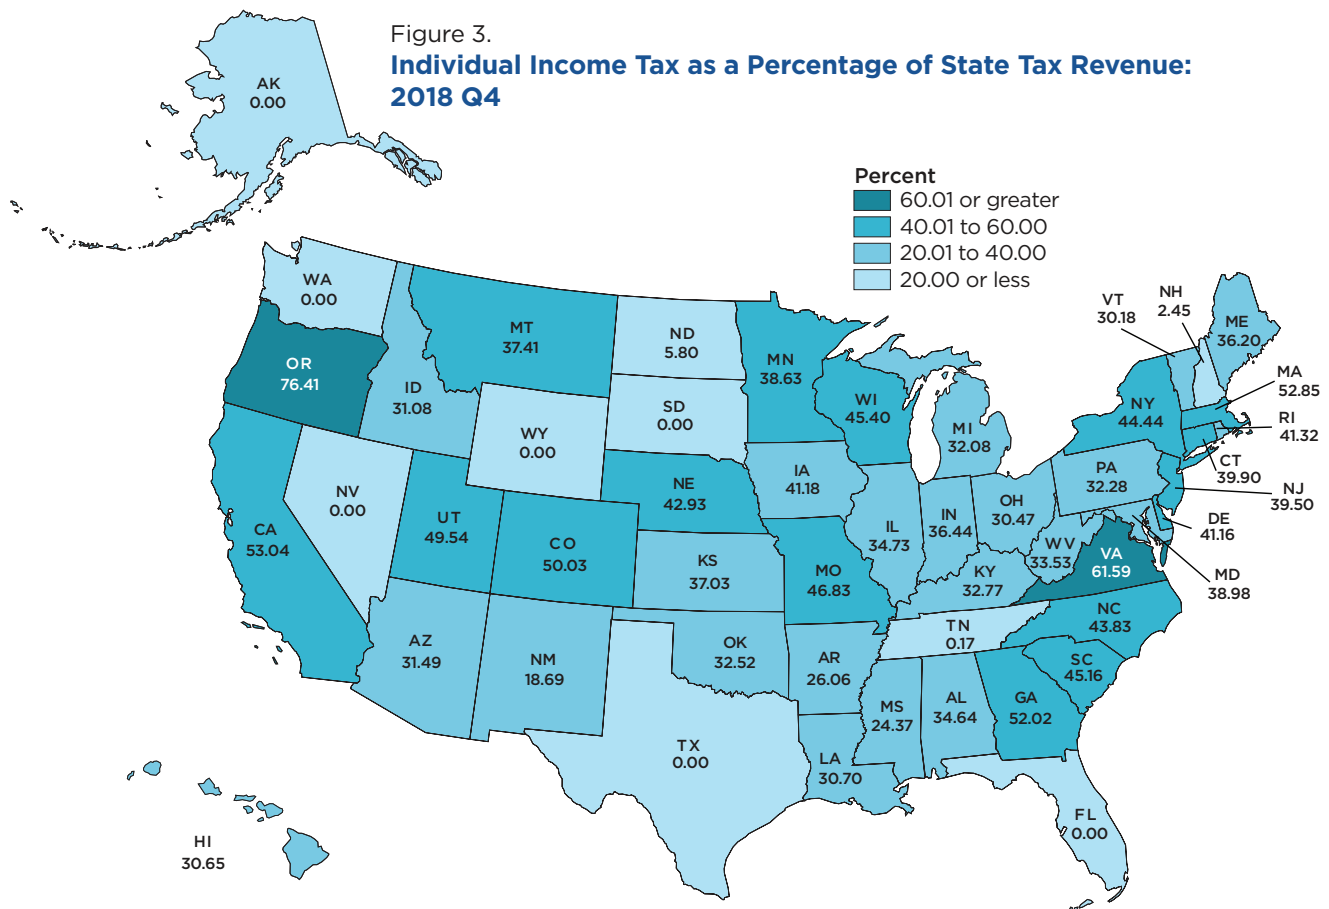 Figure 3.
Individual Income Tax as a Percentage of State Tax Revenue:
2018 Q4
AK
0.00
Percent
60.01 or greater
40.01 to 60.00
20.01 to 40.00
20.00 or less
WA
0.00
OR
76.41
MT
37.41
ID
31.08
ND
5.80
SD
0.00
WY
0.00
MN
38.63
WI
45.40
MI
32.08
VT
30.18
NH
2.45
ME
36.20
MA
52.85
NY
44.44
RI
41.32
CT
39.90
NJ
39.50
PA
32.28
DE
41.16
MD
38.98
CA
53.04
NV
0.00
UT
49.54
CO
50.03
NE
42.93
KS
37.03
IA
41.18
MO
46.83
IL
34.73
IN
36.44
OH
30.47
WV
33.53
VA
61.59
KY
32.77
NC
43.83
TN
0.17
SC
45.16
AZ
31.49
NM
18.69
OK
32.52
AR
26.06
MS
24.37
AL
34.64
GA
52.02
TX
0.00
LA
30.70
FL
0.00
HI
30.65